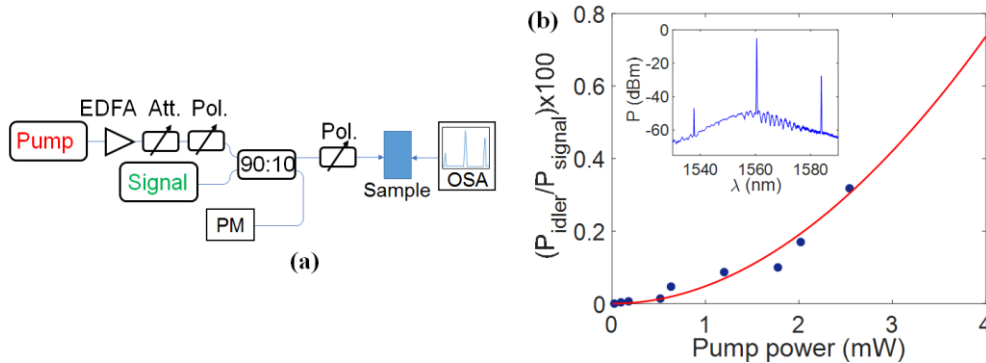 EDFA Att. Pol.
Pump
Signal
90:10
Pol.
Sample
OSA
PM
(a)
(b)
(P_idler/P_signal)x100
0.8
0.6
0.4
0.2
0
0 1 2 3 4
Pump power (mW)
P (dBm)
0
-20
-40
-60
1540 1560 1580
λ (nm)